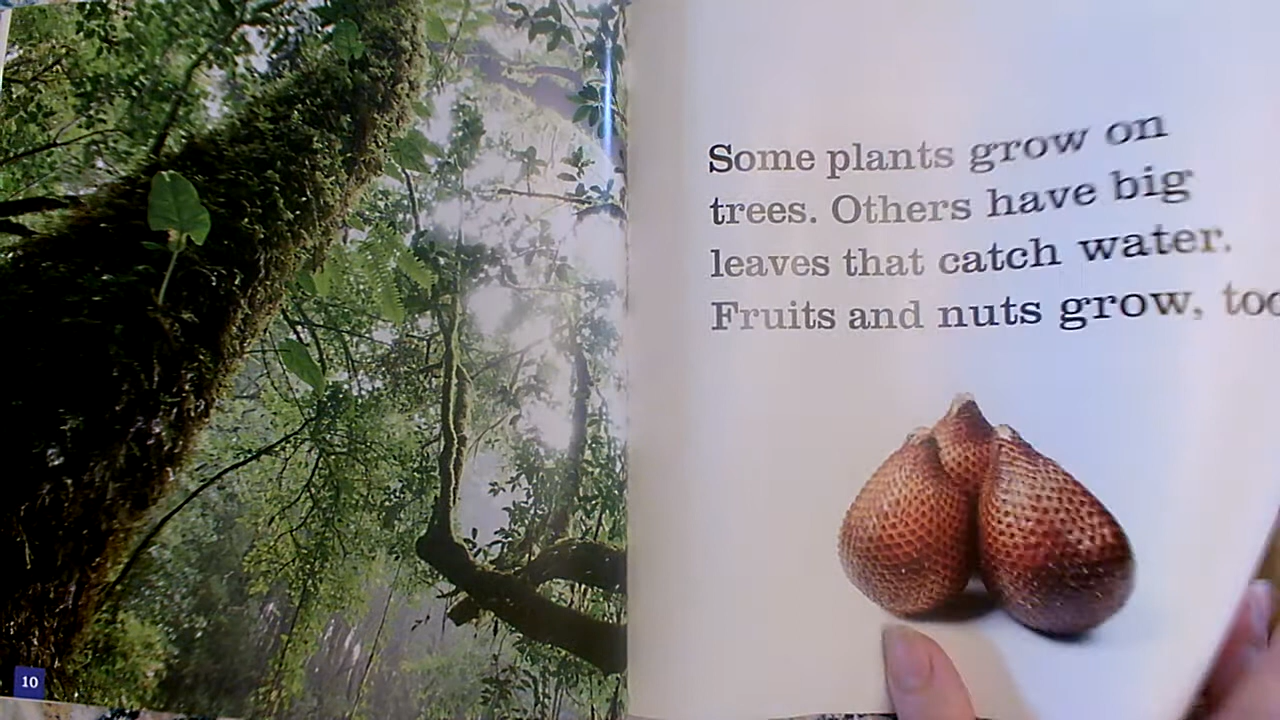 Some plants grow on
trees. Others have big
leaves that catch water.
Fruits and nuts grow,
10